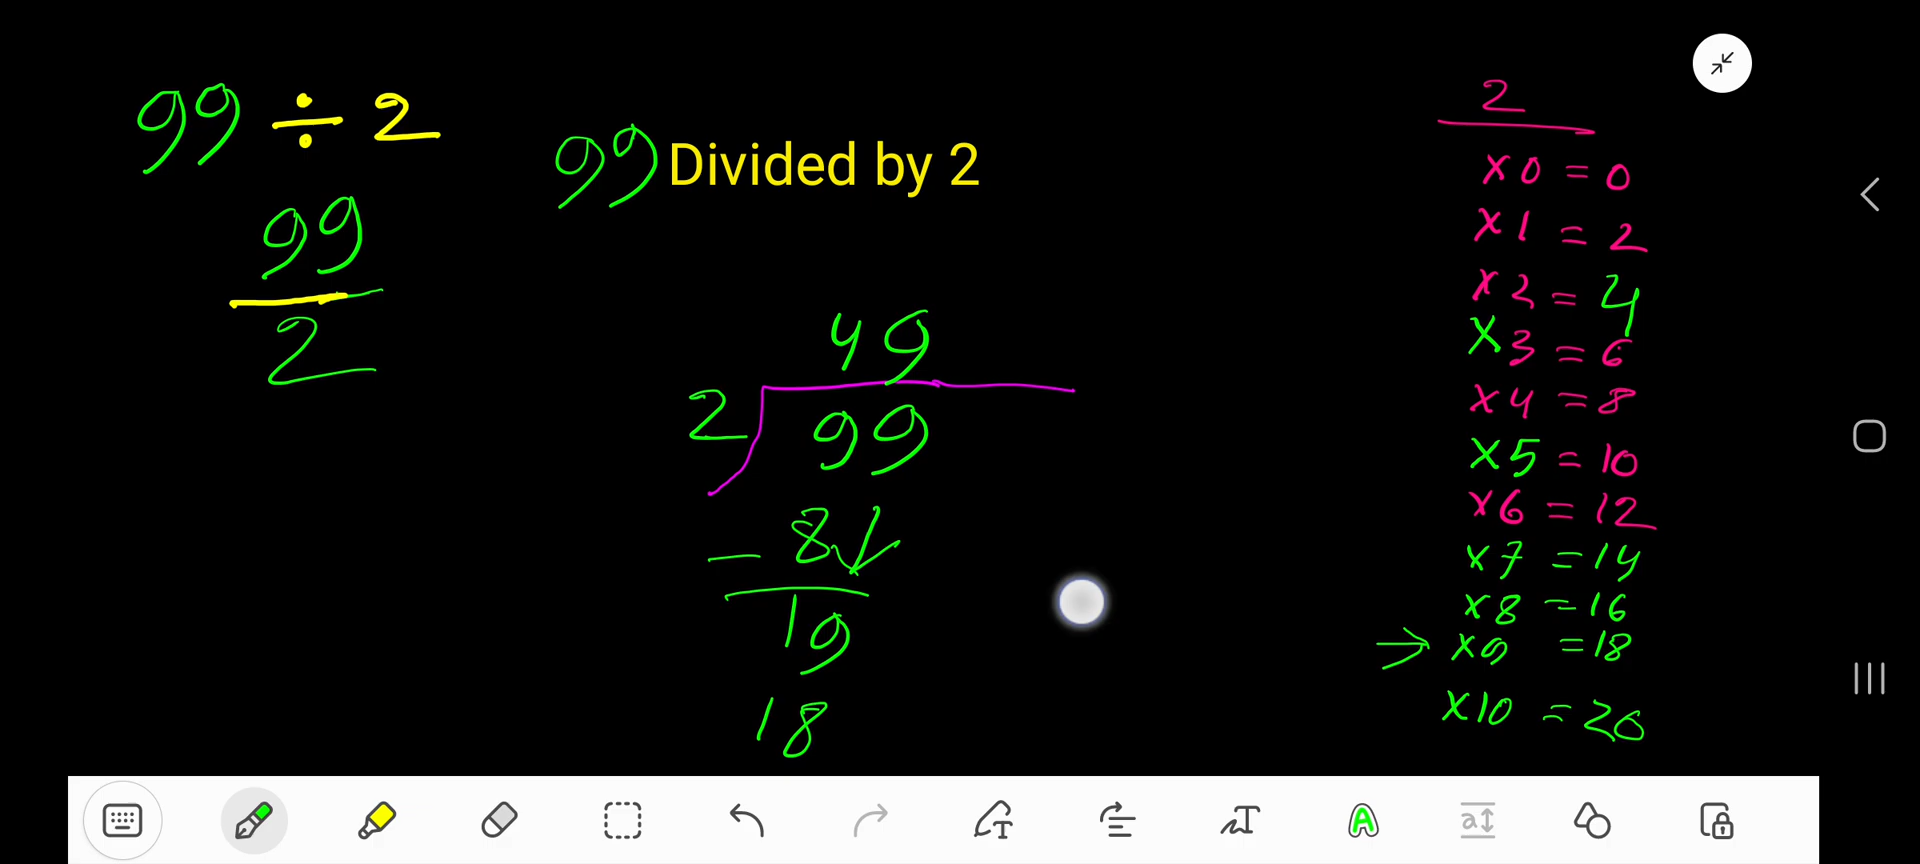 99 ÷ 2
99 Divided by 2
99
2
49
2 99
- 8
19
18
2
x0 = 0
x1 = 2
x2 = 4
x3 = 6
x4 = 8
x5 = 10
x6 = 12
x7 = 14
x8 = 16
→ x9 = 18
x10 = 20
T
T
A
a